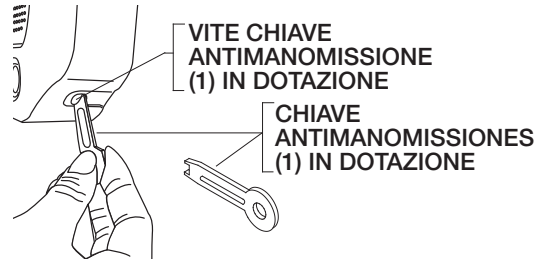 VITE CHIAVE
ANTIMANOMISSIONE
(1) IN DOTAZIONE
CHIAVE
ANTIMANOMISSIONES
(1) IN DOTAZIONE